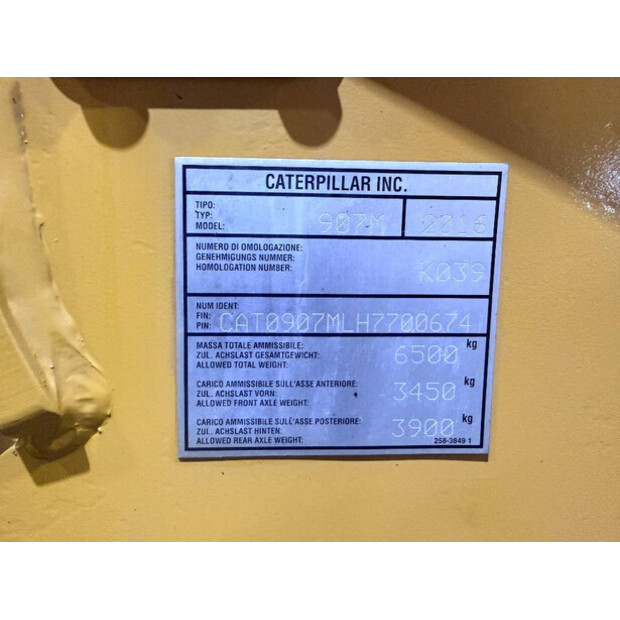 CATERPILLAR INC.
TIPO:
TYP:
MODEL: 907M 2016
NUMERO DI OMOLOGAZIONE:
GENEHMIGUNGS NUMMER:
HOMOLOGATION NUMBER: K039
NUM IDENT:
FIN:
PIN: CAT0907MLH7700674
MASSA TOTALE AMMISSIBILE:
ZUL. ACHSLAST GESAMTGEWICHT: 6500 kg
ALLOWED TOTAL WEIGHT:
CARICO AMMISSIBILE SULL'ASSE ANTERIORE:
ZUL. ACHSLAST VORN: 3450 kg
ALLOWED FRONT AXLE WEIGHT:
CARICO AMMISSIBILE SULL'ASSE POSTERIORE:
ZUL. ACHSLAST HINTEN: 3900 kg
ALLOWED REAR AXLE WEIGHT: 258-3849 1